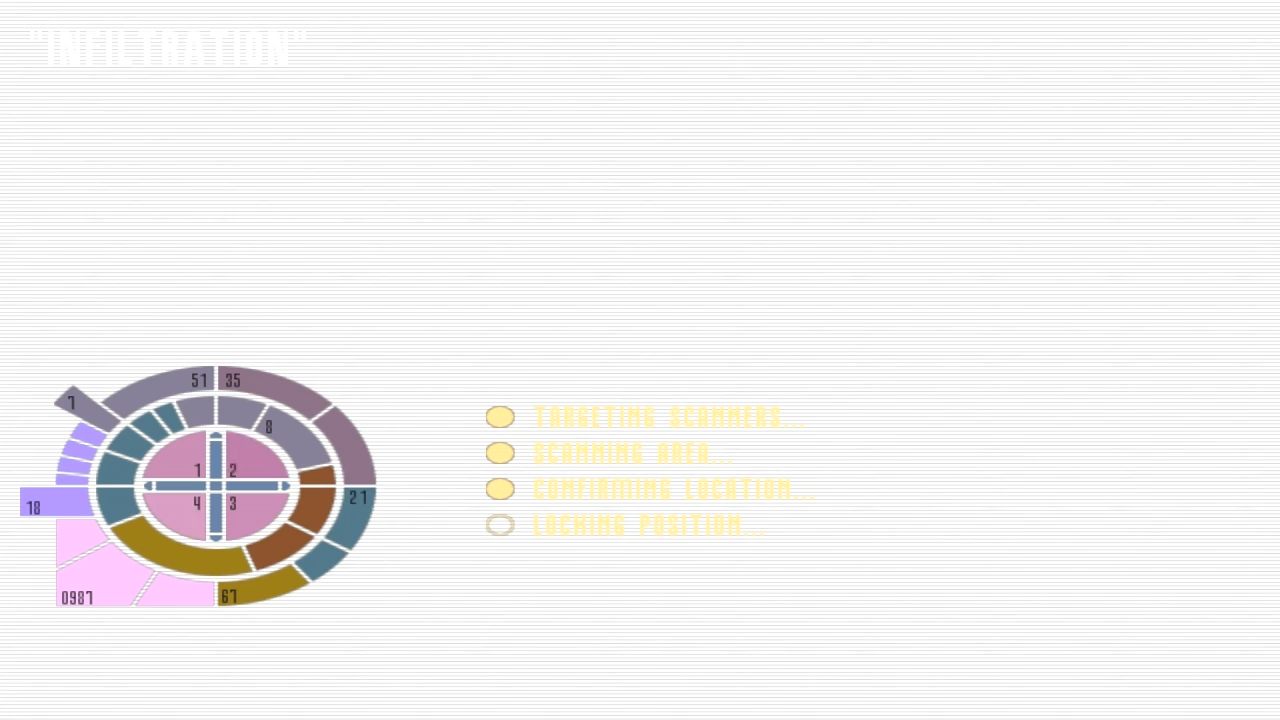 "INFILTRATION"
51 35
7
8
1 2
18
4 3
21
0987
67
TARGETING SCANNERS...
SCANNING AREA...
CONFIRMING LOCATION...
LOCKING POSITION...